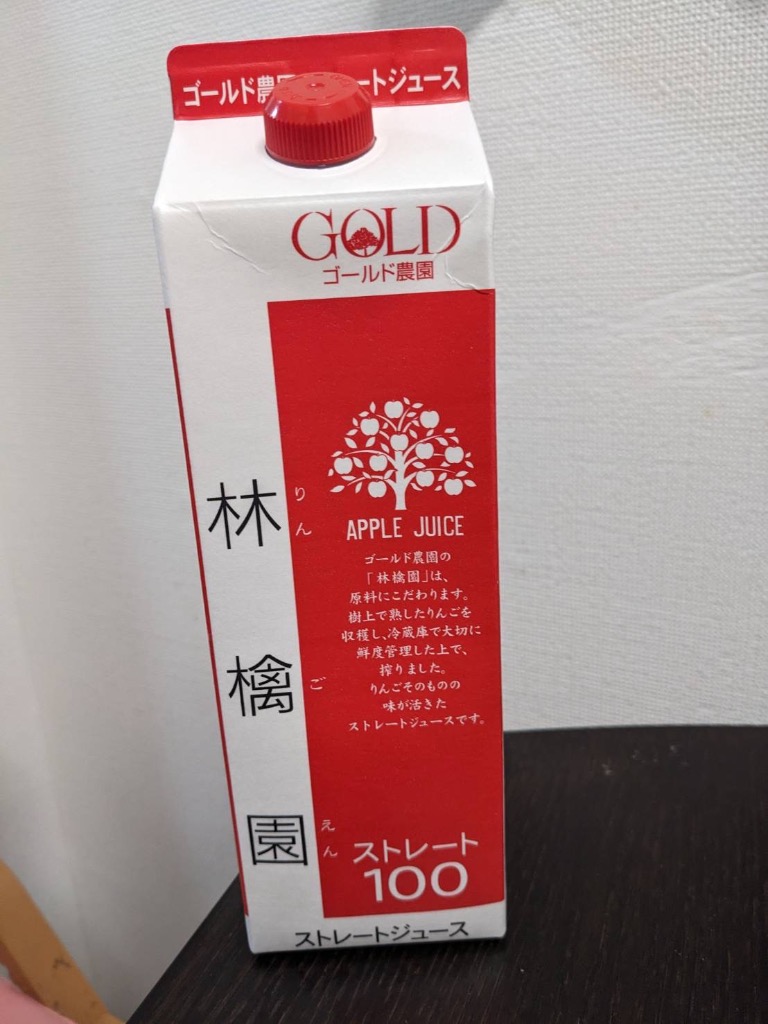 ゴールド農 ートジュース
GOLD
ゴールド農園
林檎園
りんごえん
APPLE JUICE
ゴールド農園の
「林檎園」は、
原料にこだわります。
樹上で熟したりんごを
収穫し、冷蔵庫で大切に
鮮度管理した上で、
搾りました。
りんごそのものの
味が活きた
ストレートジュースです。
ストレート
100
ストレートジュース